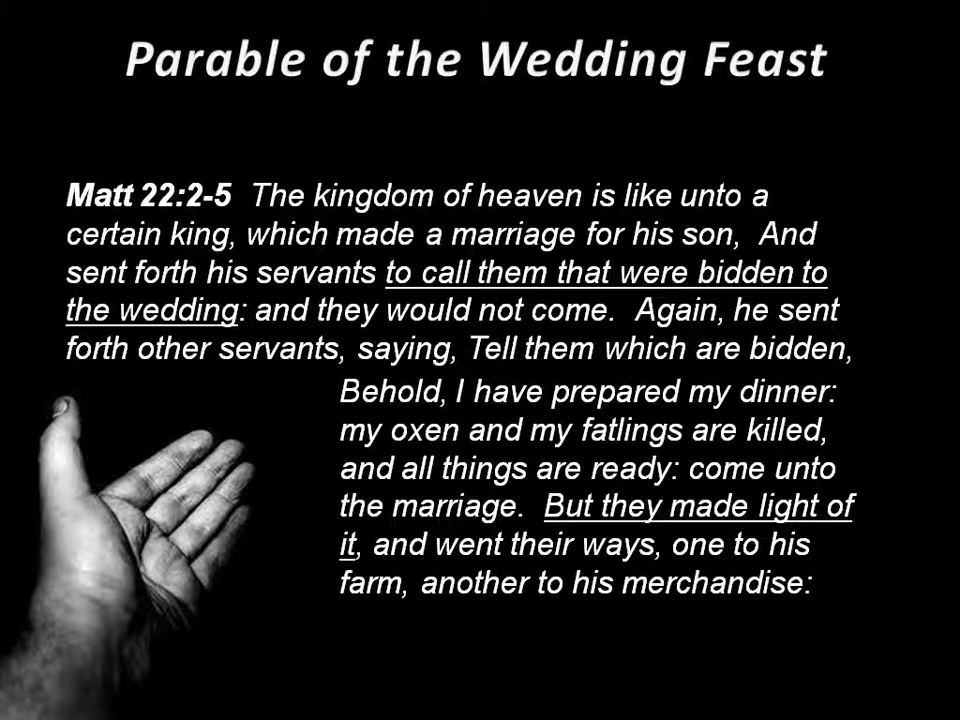 Parable of the Wedding Feast
Matt 22:2-5  The kingdom of heaven is like unto a
certain king, which made a marriage for his son,  And
sent forth his servants to call them that were bidden to
the wedding: and they would not come.  Again, he sent
forth other servants, saying, Tell them which are bidden,
Behold, I have prepared my dinner:
my oxen and my fatlings are killed,
and all things are ready: come unto
the marriage.  But they made light of
it, and went their ways, one to his
farm, another to his merchandise: